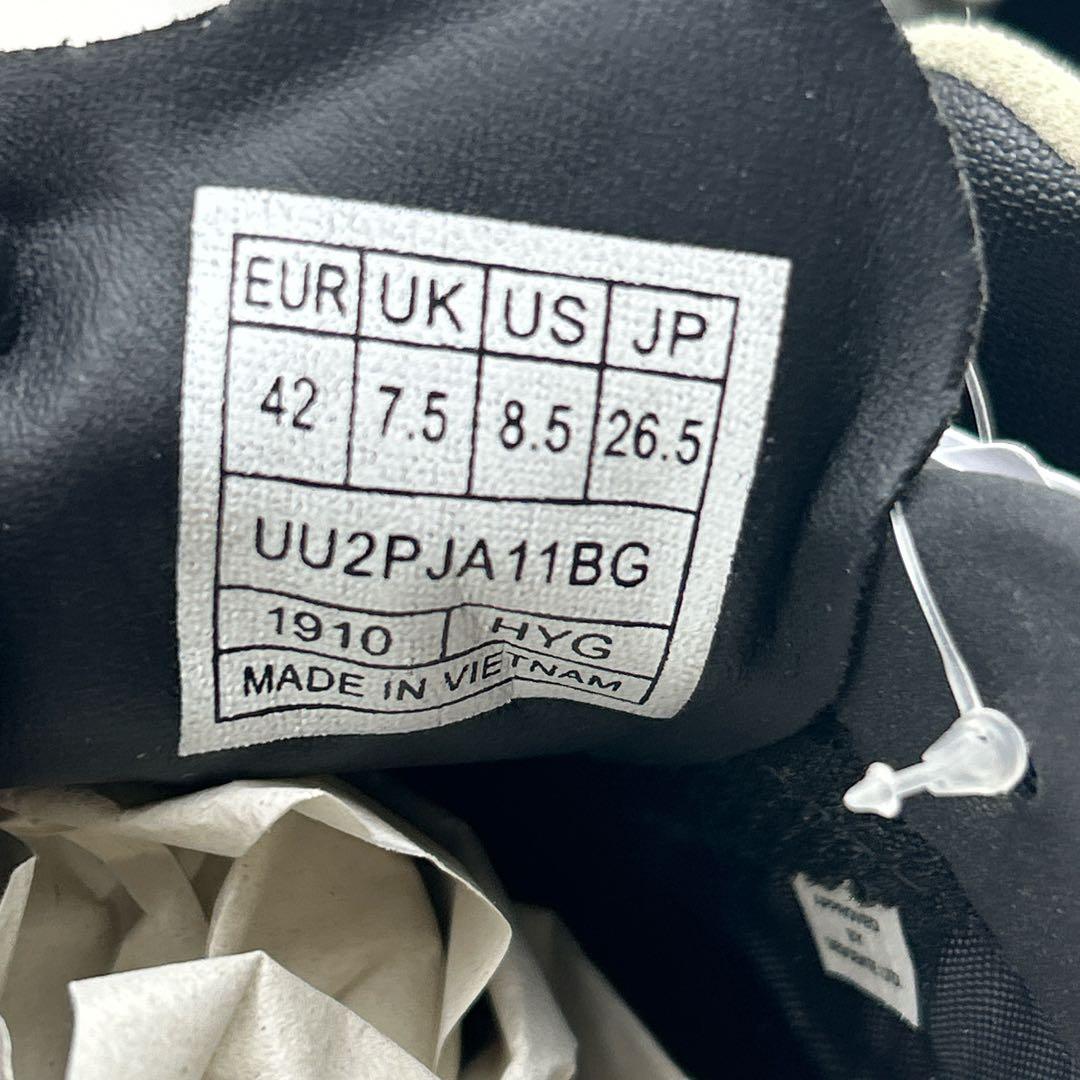 EUR UK US JP
42 7.5 8.5 26.5
UU2PJA11BG
1910 HYG
MADE IN VIETNAM